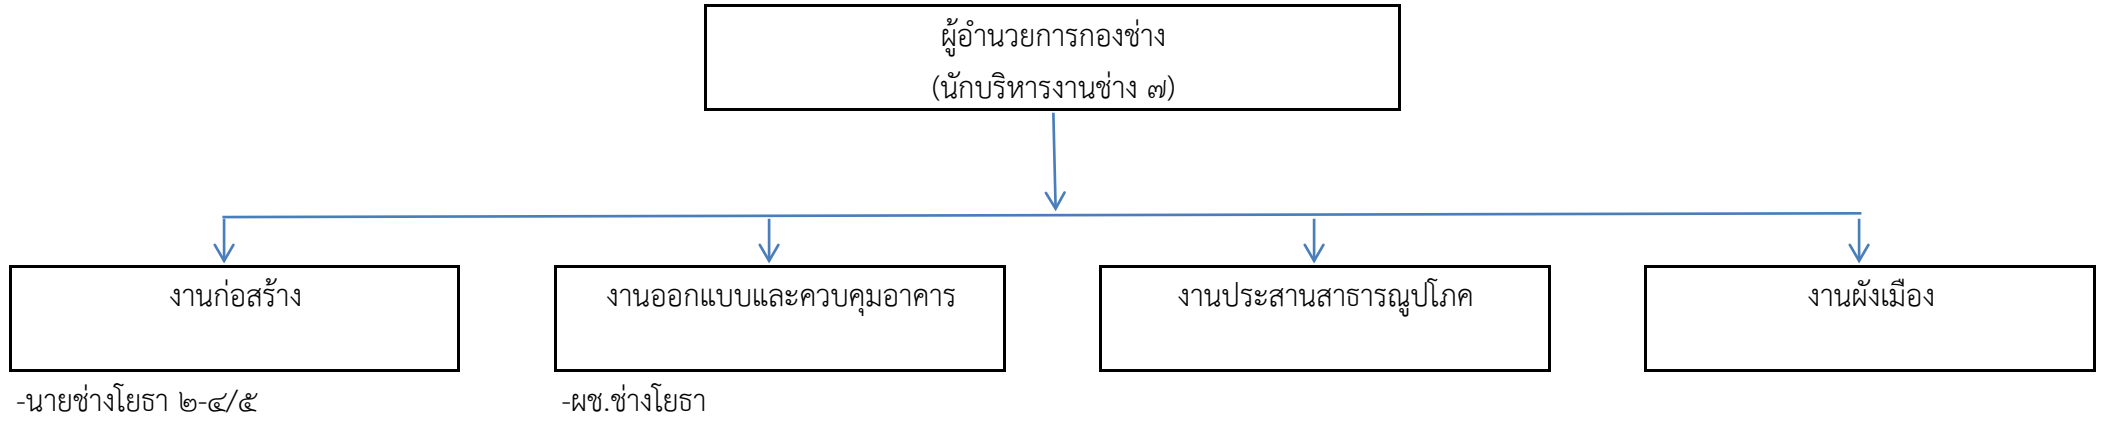 ผู้อำนวยการกองช่าง
(นักบริหารงานช่าง ๗)
งานก่อสร้าง
งานออกแบบและควบคุมอาคาร
งานประสานสาธารณูปโภค
งานผังเมือง
-นายช่างโยธา ๒-๔/๕
-ผช.ช่างโยธา